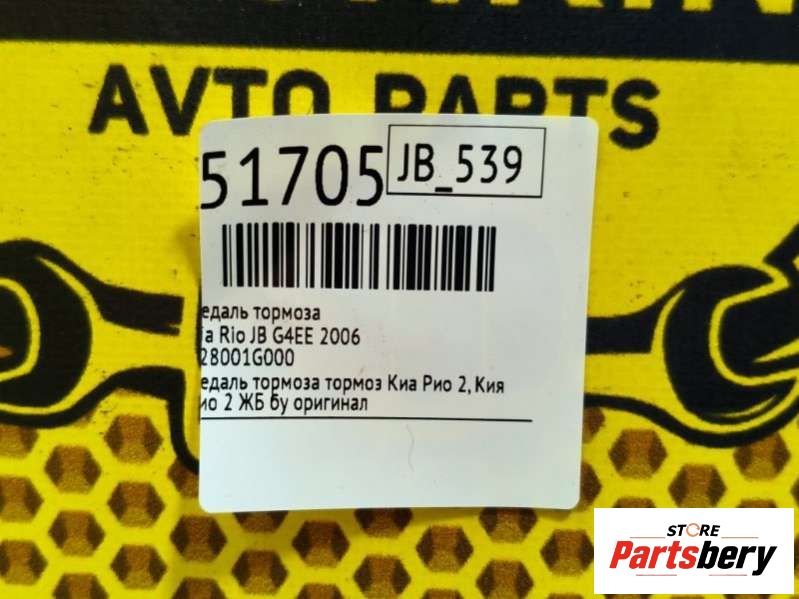 AVTO PARTS
51705
JB_539
едаль тормоза
ia Rio JB G4EE 2006
28001G000
едаль тормоза тормоз Киа Рио 2, Кия
ио 2 ЖБ бу оригинал
STORE
Partsbery